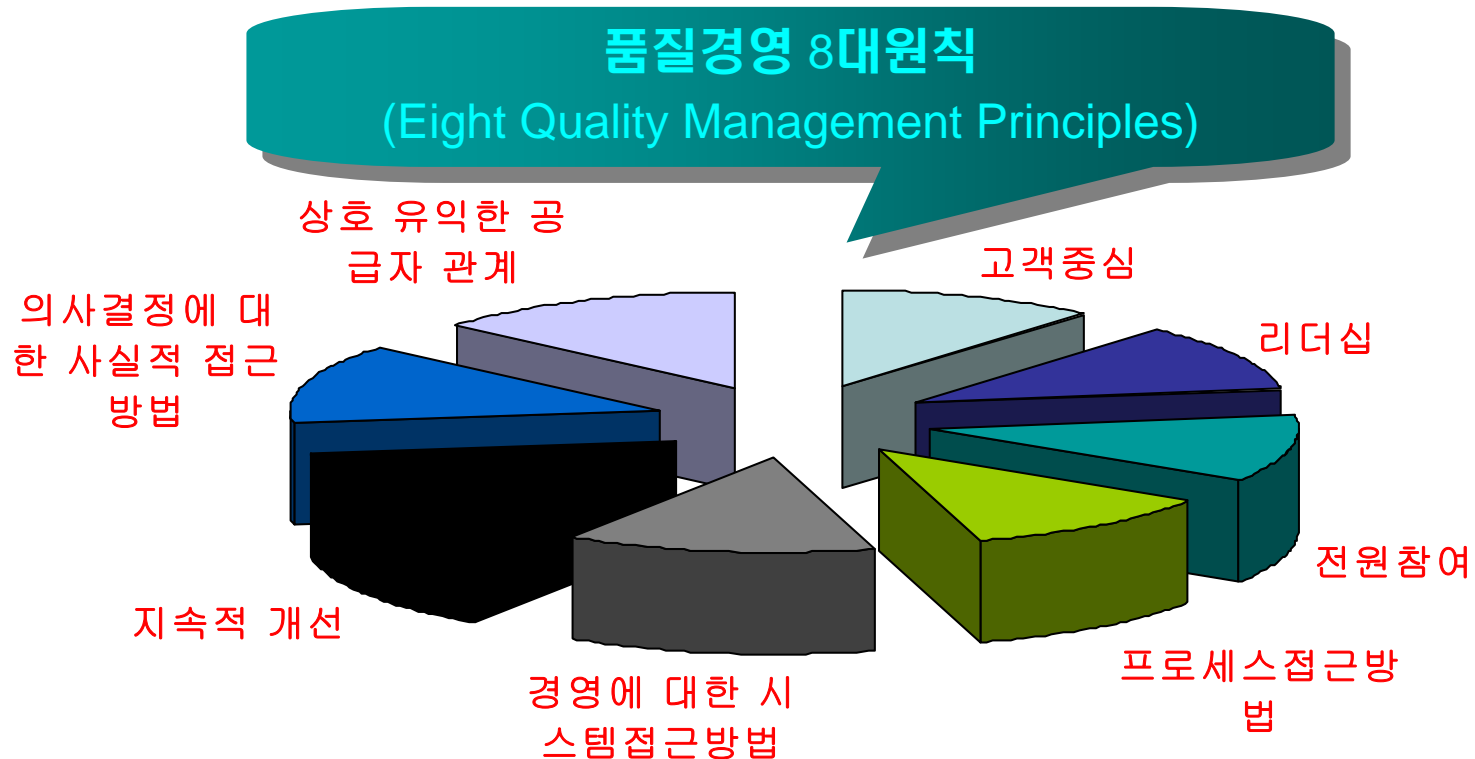 품질경영 8대원칙
(Eight Quality Management Principles)
상호 유익한 공
급자 관계
고객중심
의사결정에 대
한 사실적 접근
방법
리더십
전원참여
지속적 개선
프로세스접근방
법
경영에 대한 시
스템접근방법